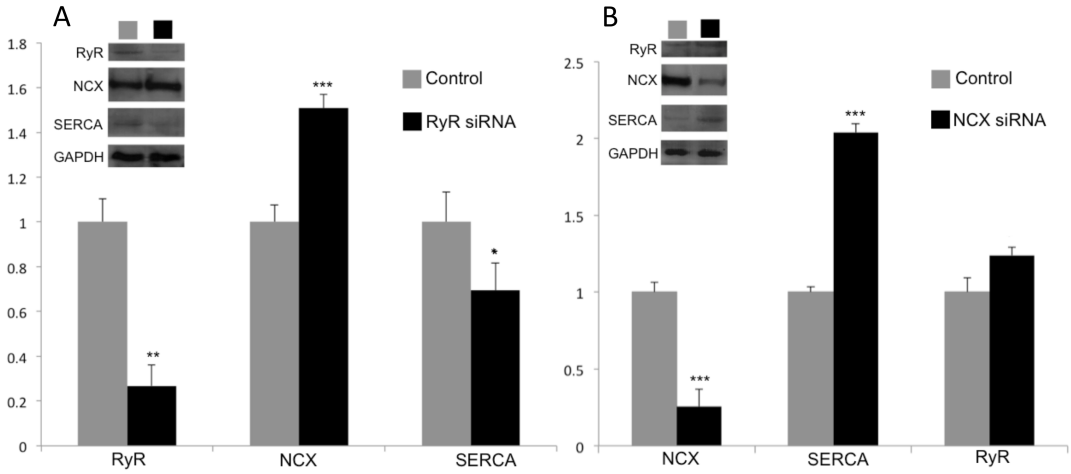 A
1.8
1.6
1.4
1.2
1
0.8
0.6
0.4
0.2
0
RyR
NCX
SERCA
GAPDH
Control
RyR siRNA
**
***
*
RyR NCX SERCA
B
2.5
2
1.5
1
0.5
0
RyR
NCX
SERCA
GAPDH
Control
NCX siRNA
***
***
NCX SERCA RyR